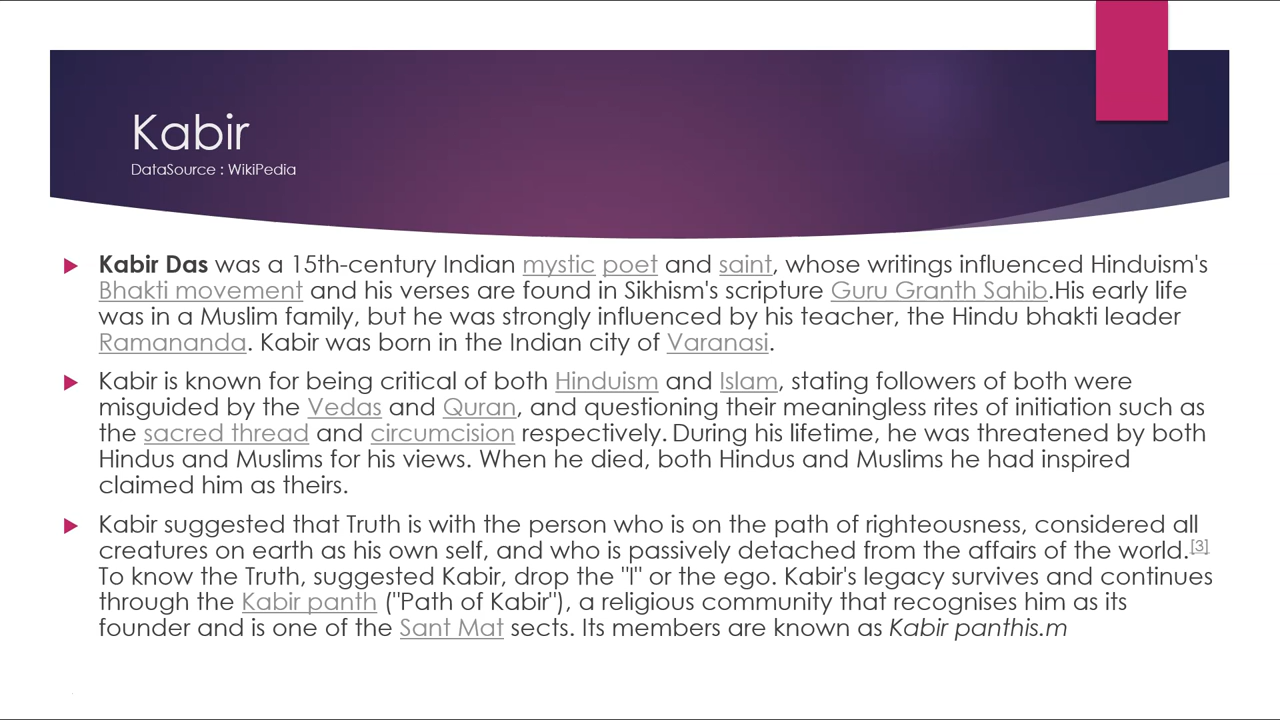 Kabir
DataSource : WikiPedia
Kabir Das was a 15th-century Indian mystic poet and saint, whose writings influenced Hinduism's
Bhakti movement and his verses are found in Sikhism's scripture Guru Granth Sahib.His early life
was in a Muslim family, but he was strongly influenced by his teacher, the Hindu bhakti leader
Ramananda. Kabir was born in the Indian city of Varanasi.
Kabir is known for being critical of both Hinduism and Islam, stating followers of both were
misguided by the Vedas and Quran, and questioning their meaningless rites of initiation such as
the sacred thread and circumcision respectively. During his lifetime, he was threatened by both
Hindus and Muslims for his views. When he died, both Hindus and Muslims he had inspired
claimed him as theirs.
Kabir suggested that Truth is with the person who is on the path of righteousness, considered all
creatures on earth as his own self, and who is passively detached from the affairs of the world.[3]
To know the Truth, suggested Kabir, drop the "I" or the ego. Kabir's legacy survives and continues
through the Kabir panth ("Path of Kabir"), a religious community that recognises him as its
founder and is one of the Sant Mat sects. Its members are known as Kabir panthis.m